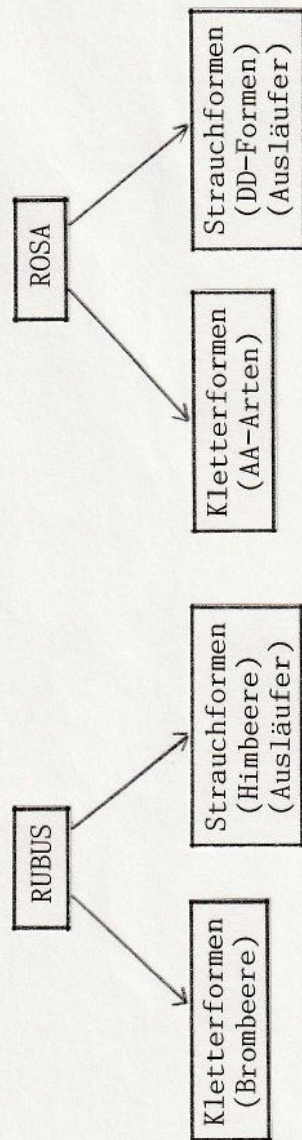 RUBUS
Kletterformen
(Brombeere)
Strauchformen
(Himbeere)
(Ausläufer)
ROSA
Kletterformen
(AA-Arten)
Strauchformen
(DD-Formen)
(Ausläufer)